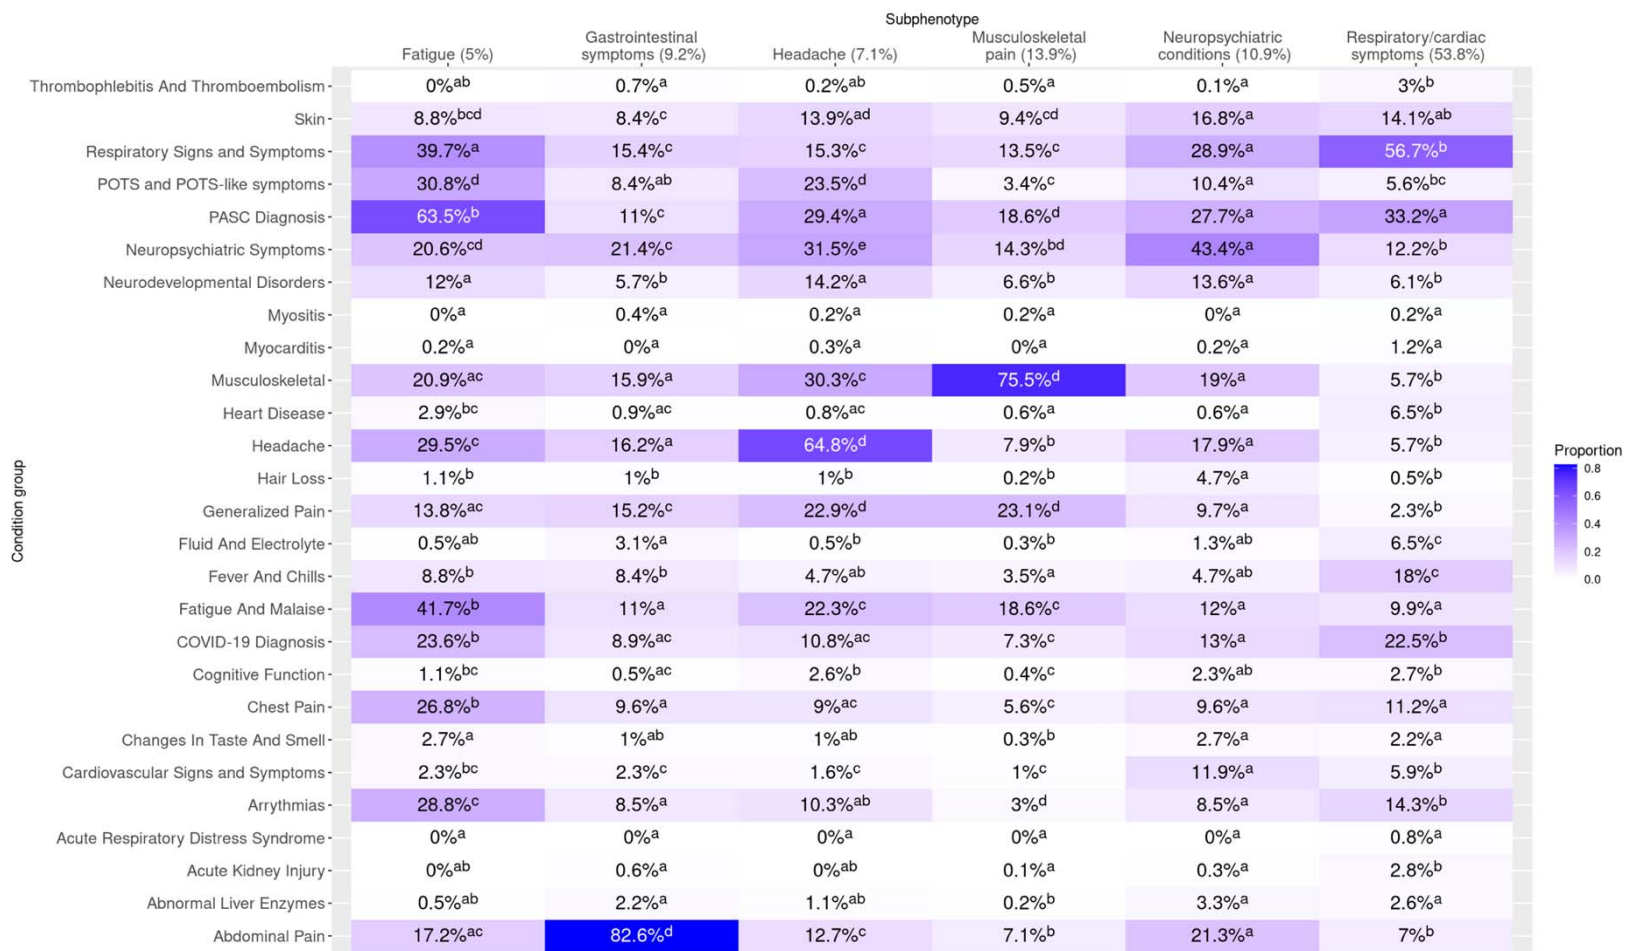 Subphenotype
Fatigue (5%) Gastrointestinal symptoms (9.2%) Headache (7.1%) Musculoskeletal pain (13.9%) Neuropsychiatric conditions (10.9%) Respiratory/cardiac symptoms (53.8%)
Thrombophlebitis And Thromboembolism 0%ab 0.7%a 0.2%ab 0.5%a 0.1%a 3%b
Skin 8.8%bcd 8.4%c 13.9%ad 9.4%cd 16.8%a 14.1%ab
Respiratory Signs and Symptoms 39.7%a 15.4%c 15.3%c 13.5%c 28.9%a 56.7%b
POTS and POTS-like symptoms 30.8%d 8.4%ab 23.5%d 3.4%c 10.4%a 5.6%bc
PASC Diagnosis 63.5%b 11%c 29.4%a 18.6%d 27.7%a 33.2%a
Neuropsychiatric Symptoms 20.6%cd 21.4%c 31.5%e 14.3%bd 43.4%a 12.2%b
Neurodevelopmental Disorders 12%a 5.7%b 14.2%a 6.6%b 13.6%a 6.1%b
Myositis 0%a 0.4%a 0.2%a 0.2%a 0%a 0.2%a
Myocarditis 0.2%a 0%a 0.3%a 0%a 0.2%a 1.2%a
Musculoskeletal 20.9%ac 15.9%a 30.3%c 75.5%d 19%a 5.7%b
Heart Disease 2.9%bc 0.9%ac 0.8%ac 0.6%a 0.6%a 6.5%b
Headache 29.5%c 16.2%a 64.8%d 7.9%b 17.9%a 5.7%b
Hair Loss 1.1%b 1%b 1%b 0.2%b 4.7%a 0.5%b
Generalized Pain 13.8%ac 15.2%c 22.9%d 23.1%d 9.7%a 2.3%b
Fluid And Electrolyte 0.5%ab 3.1%a 0.5%b 0.3%b 1.3%ab 6.5%c
Fever And Chills 8.8%b 8.4%b 4.7%ab 3.5%a 4.7%ab 18%c
Fatigue And Malaise 41.7%b 11%a 22.3%c 18.6%c 12%a 9.9%a
COVID-19 Diagnosis 23.6%b 8.9%ac 10.8%ac 7.3%c 13%a 22.5%b
Cognitive Function 1.1%bc 0.5%ac 2.6%b 0.4%c 2.3%ab 2.7%b
Chest Pain 26.8%b 9.6%a 9%ac 5.6%c 9.6%a 11.2%a
Changes In Taste And Smell 2.7%a 1%ab 1%ab 0.3%b 2.7%a 2.2%a
Cardiovascular Signs and Symptoms 2.3%bc 2.3%c 1.6%c 1%c 11.9%a 5.9%b
Arrythmias 28.8%c 8.5%a 10.3%ab 3%d 8.5%a 14.3%b
Acute Respiratory Distress Syndrome 0%a 0%a 0%a 0%a 0%a 0.8%a
Acute Kidney Injury 0%ab 0.6%a 0%ab 0.1%a 0.3%a 2.8%b
Abnormal Liver Enzymes 0.5%ab 2.2%a 1.1%ab 0.2%b 3.3%a 2.6%a
Abdominal Pain 17.2%ac 82.6%d 12.7%c 7.1%b 21.3%a 7%b
Condition group
Proportion
0.8
0.6
0.4
0.2
0.0